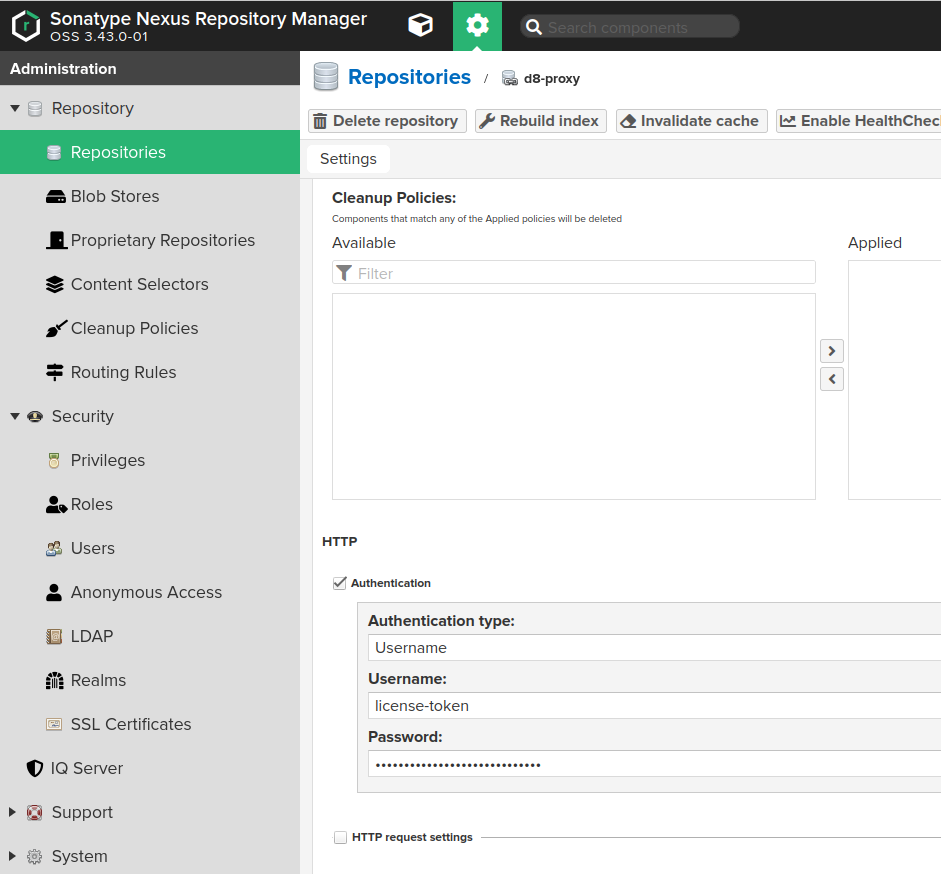 Sonatype Nexus Repository Manager
OSS 3.43.0-01
Search components
Administration
Repository
Repositories
Blob Stores
Proprietary Repositories
Content Selectors
Cleanup Policies
Routing Rules
Security
Privileges
Roles
Users
Anonymous Access
LDAP
Realms
SSL Certificates
IQ Server
Support
System
Repositories / d8-proxy
Delete repository Rebuild index Invalidate cache Enable HealthChec
Settings
Cleanup Policies:
Components that match any of the Applied policies will be deleted
Available Applied
Filter
HTTP
Authentication
Authentication type:
Username
Username:
license-token
Password:
•••••••••••••••••••••••••••••
HTTP request settings